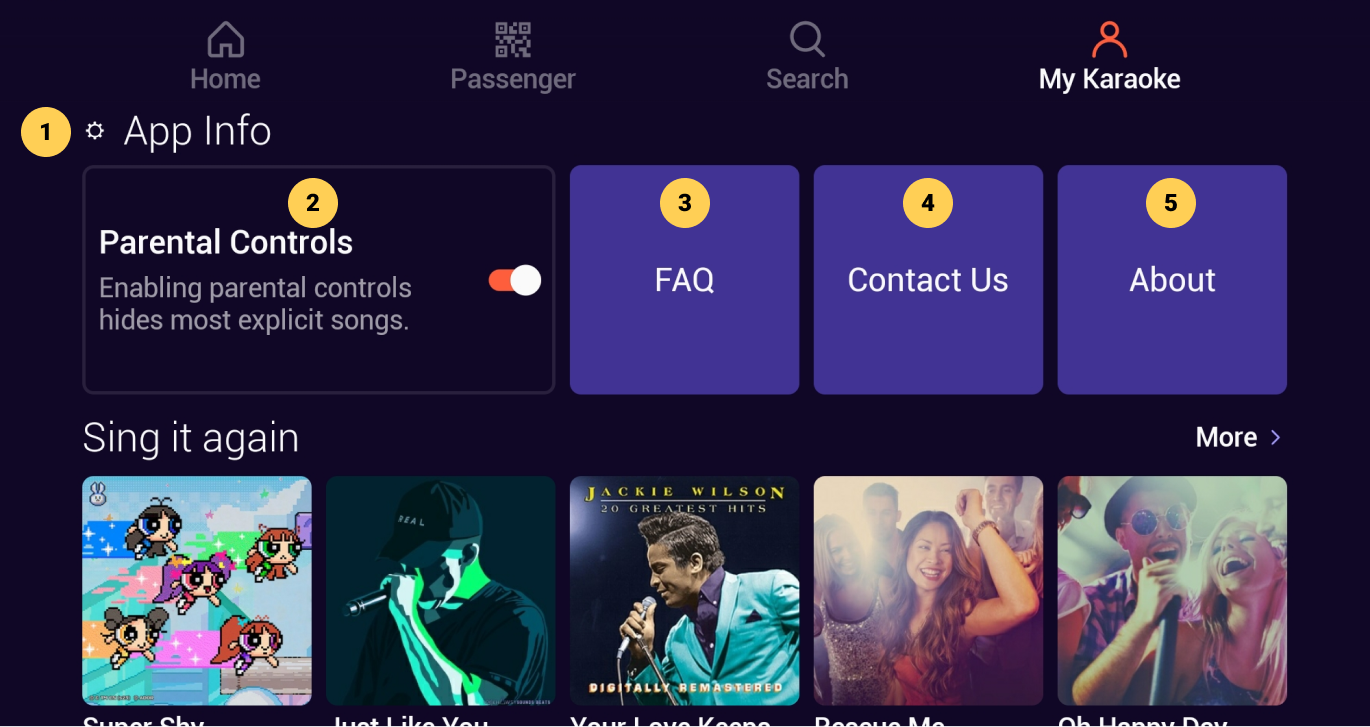 Home
Passenger
Search
My Karaoke
1
App Info
2
3
4
5
Parental Controls
Enabling parental controls
hides most explicit songs.
FAQ
Contact Us
About
Sing it again
More
REAL
JACKIE WILSON
20 GREATEST HITS
DIGITALLY REMASTERED
Super Shy
Just Like You
Your Love Keeps
Rescue Me
Oh Happy Day